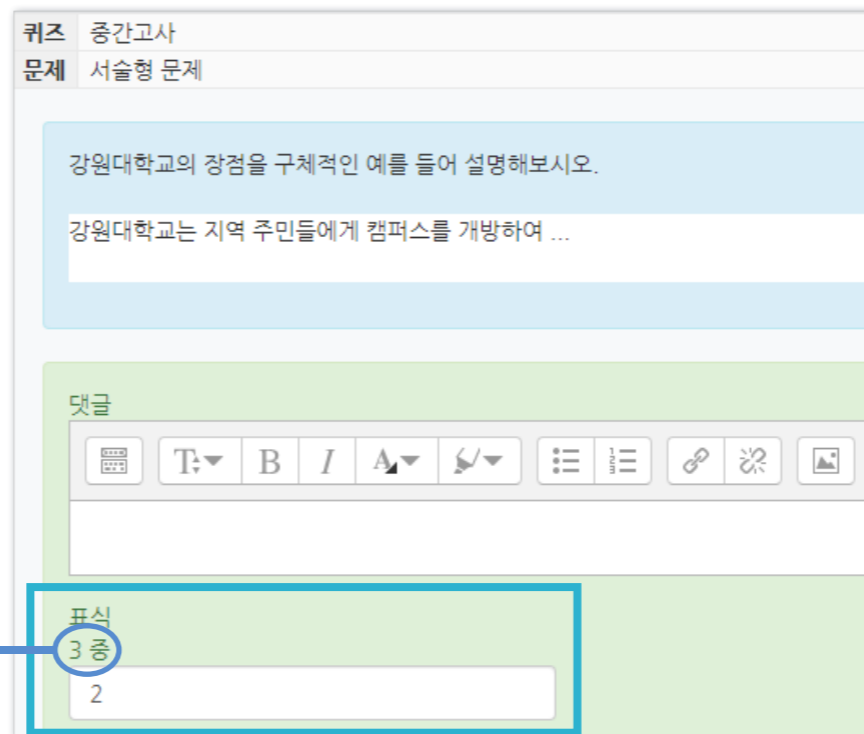 퀴즈 중간고사
문제 서술형 문제
강원대학교의 장점을 구체적인 예를 들어 설명해보시오.
강원대학교는 지역 주민들에게 캠퍼스를 개방하여 ...
댓글
표식
3 중
2